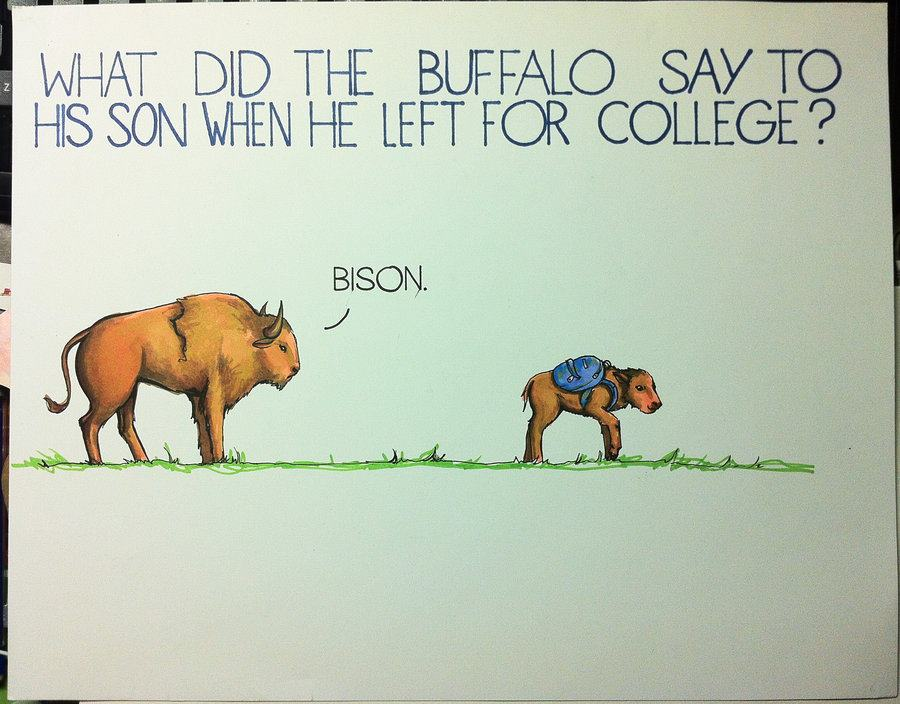 WHAT DID THE BUFFALO SAY TO
HIS SON WHEN HE LEFT FOR COLLEGE?
BISON.